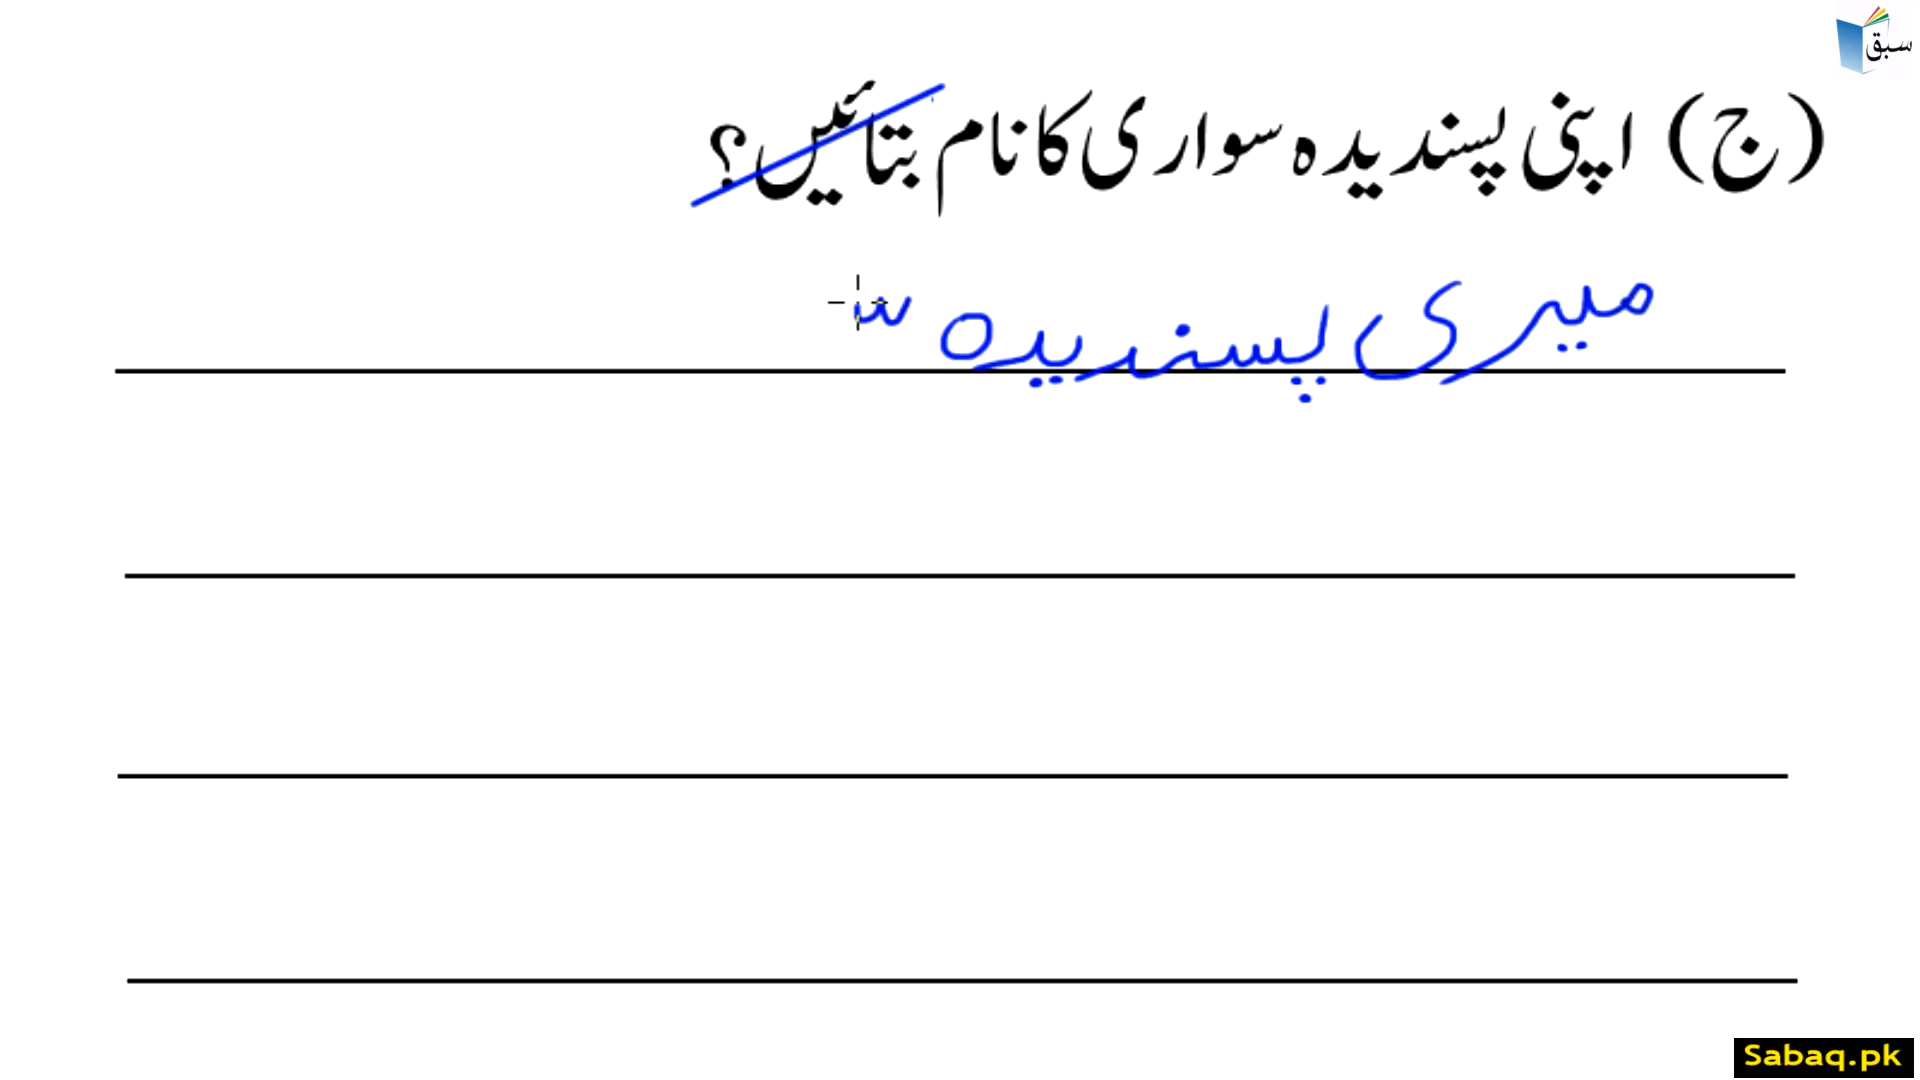 سبق
(ج) اپنی پسندیدہ سواری کا نام بتائیں؟
میری پسندیدہ س
Sabaq.pk